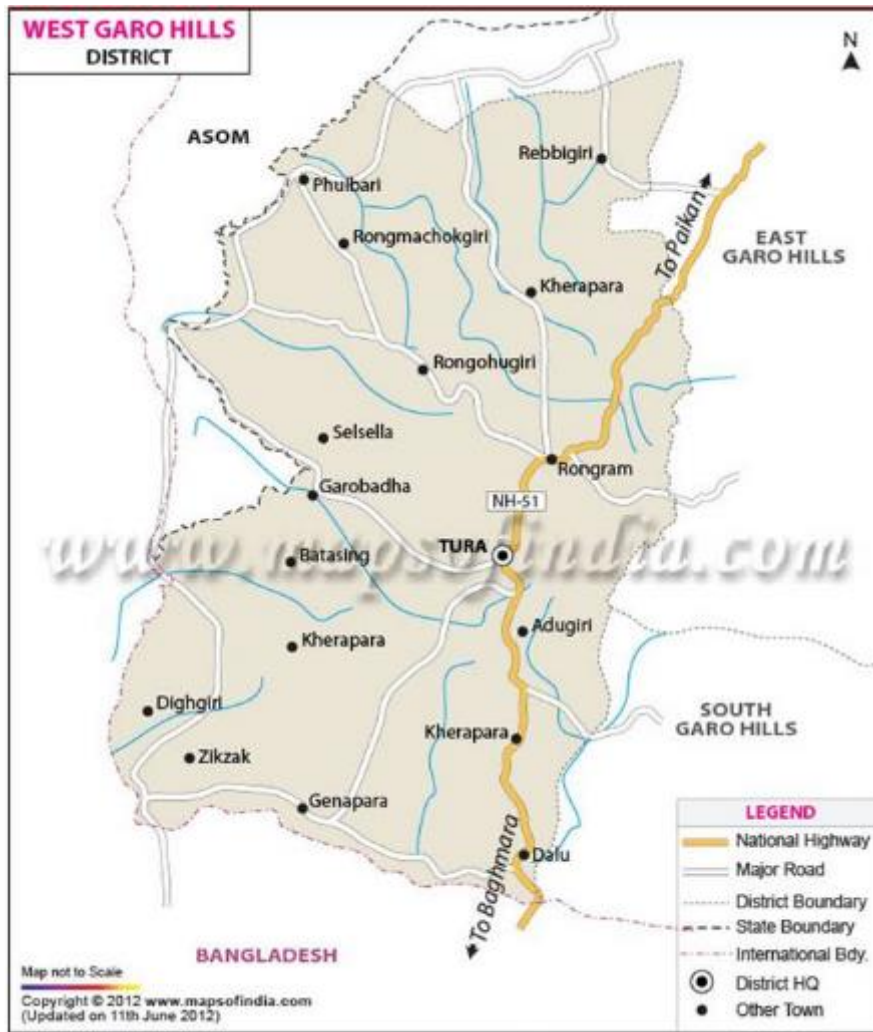 WEST GARO HILLS
DISTRICT
N
ASOM
Rebbigiri
Phulbari
To Paikan
Rongmachokgiri
EAST
GARO HILLS
Kherapara
Rongohugiri
Selsella
Rongram
Garobadha
NH-51
www.mapsofindia.com
TURA
Batasing
Adugiri
Kherapara
Dighgiri
SOUTH
GARO HILLS
Kherapara
Zikzak
Genapara
Dalu
To Baghmara
BANGLADESH
LEGEND
National Highway
Major Road
District Boundary
State Boundary
International Bdy.
District HQ
Other Town
Map not to Scale
Copyright © 2012 www.mapsofindia.com
(Updated on 11th June 2012)